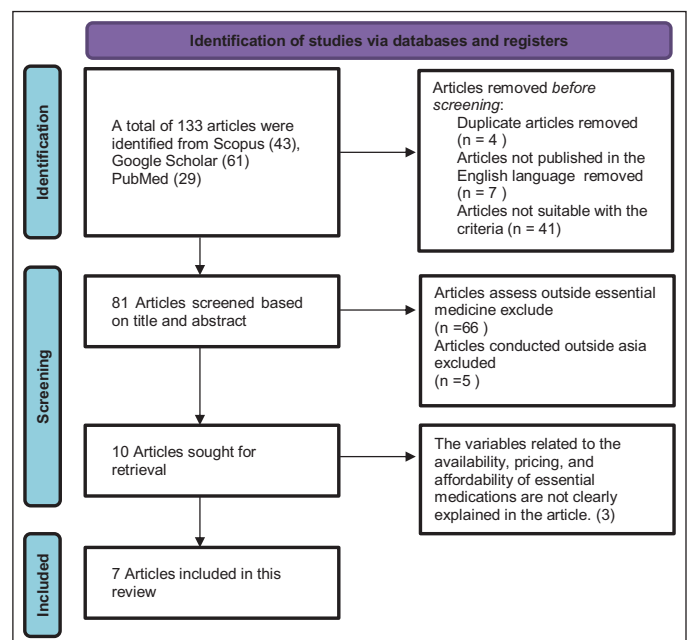 Identification of studies via databases and registers
Identification
A total of 133 articles were
identified from Scopus (43),
Google Scholar (61)
PubMed (29)
Articles removed before
screening:
Duplicate articles removed
(n = 4 )
Articles not published in the
English language removed
(n = 7 )
Articles not suitable with the
criteria (n = 41)
Screening
81 Articles screened based
on title and abstract
Articles assess outside essential
medicine exclude
(n =66 )
Articles conducted outside asia
excluded
(n =5 )
10 Articles sought for
retrieval
The variables related to the
availability, pricing, and
affordability of essential
medications are not clearly
explained in the article. (3)
Included
7 Articles included in this
review